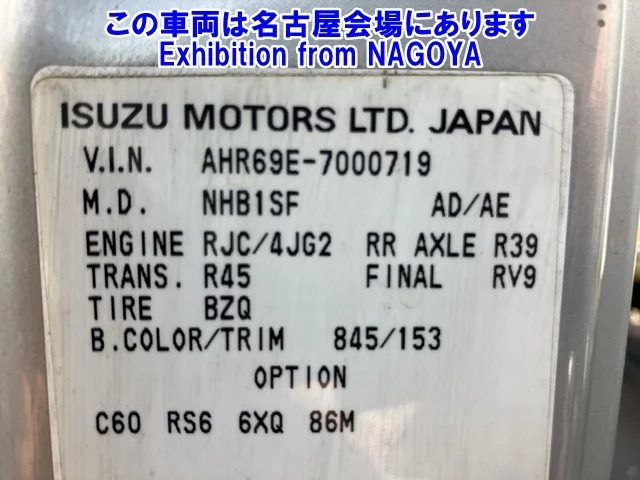 この車両は名古屋会場にあります
Exhibition from NAGOYA
ISUZU MOTORS LTD. JAPAN
V.I.N. AHR69E-7000719
M.D. NHB1SF AD/AE
ENGINE RJC/4JG2 RR AXLE R39
TRANS. R45 FINAL RV9
TIRE BZQ
B.COLOR/TRIM 845/153
OPTION
C60 RS6 6XQ 86M